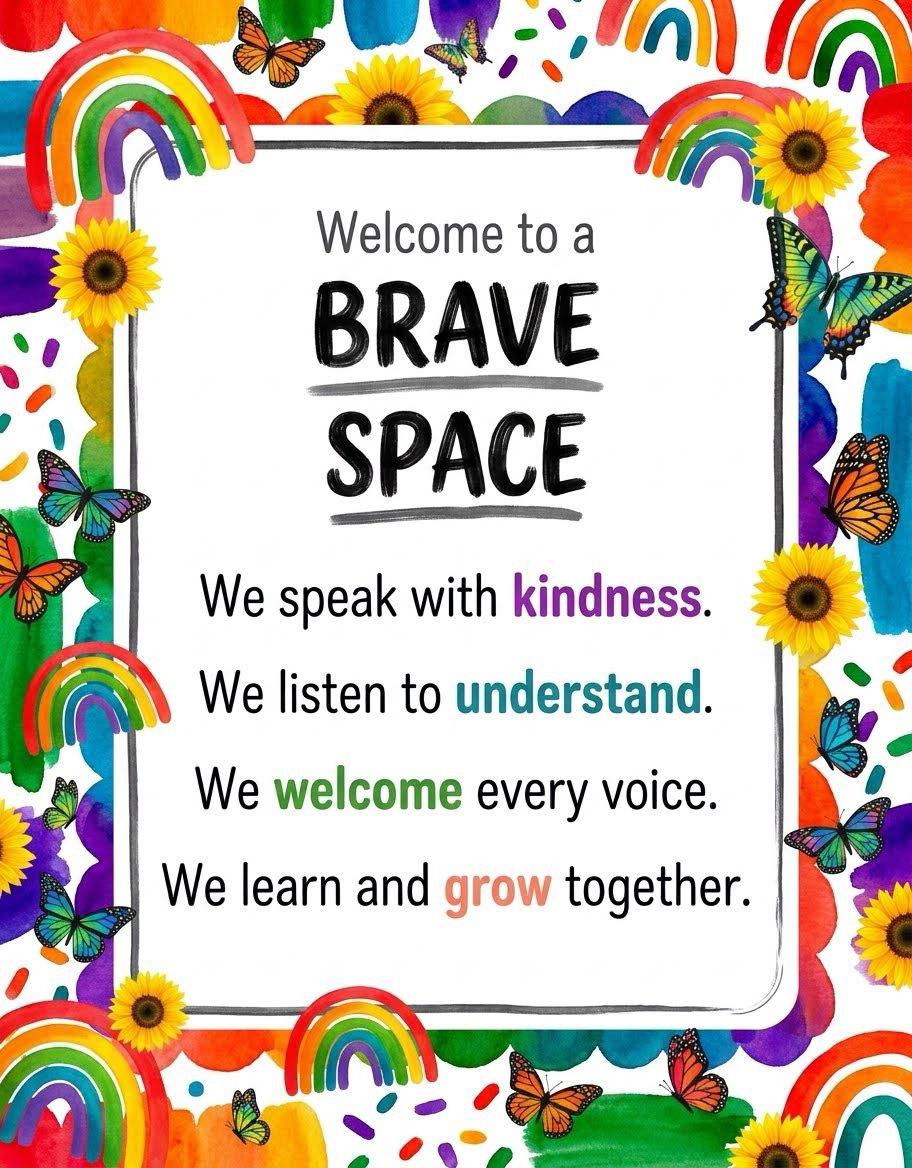 Welcome to a
BRAVE
SPACE
We speak with kindness.
We listen to understand.
We welcome every voice.
We learn and grow together.